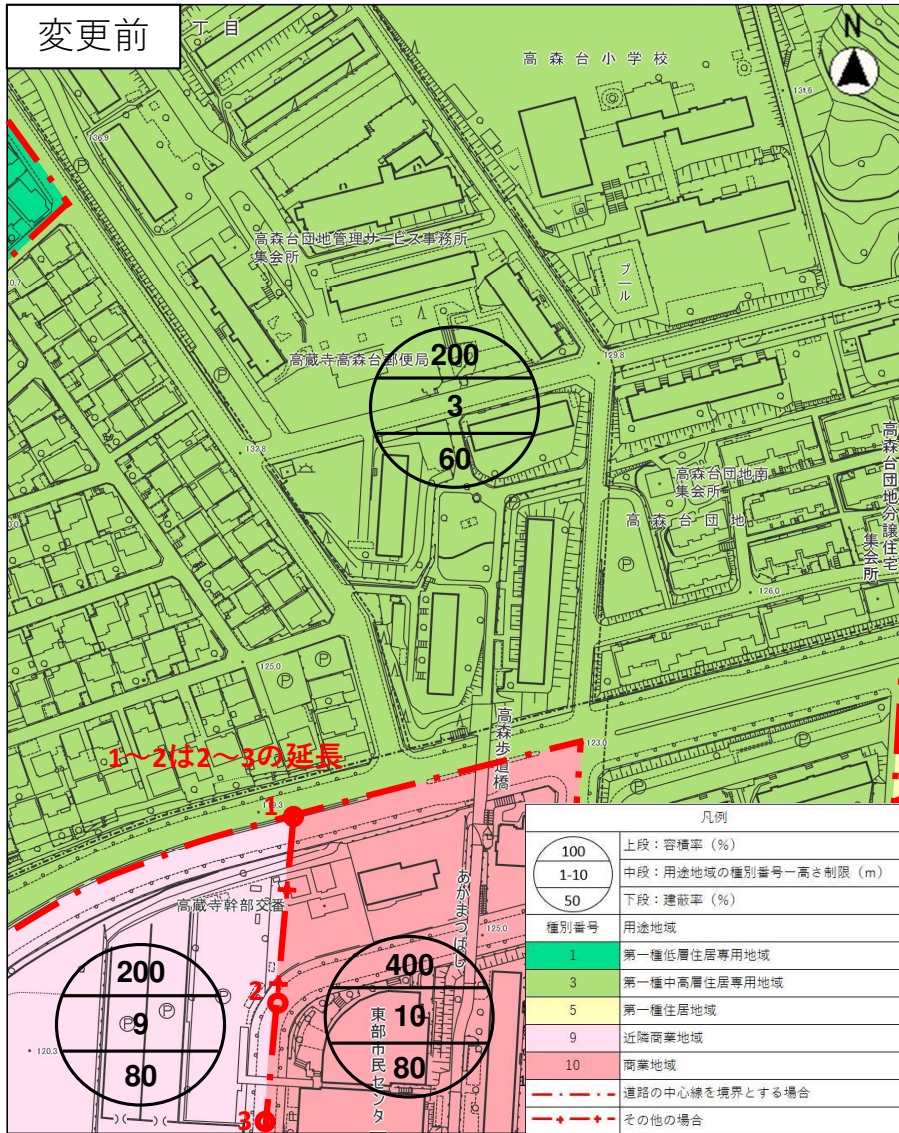 変更前
丁目
N
高森台小学校
131.6
136.9
高森台団地管理サービス事務所
集会所
プール
高蔵寺高森台郵便局
129.8
200
3
60
132.8
高森台団地南
集会所
高森台団地
高森台団地分譲住宅
集会所
126.0
125.0
高森歩道橋
123.0
1～2は2～3の延長
1
高蔵寺幹部交番
あかまつばし
125.0
200
9
80
2
400
10
80
東部市民センター
120.3
3
凡例
100
1-10
50
上段：容積率（%）
中段：用途地域の種別番号ー高さ制限（m）
下段：建蔽率（%）
種別番号 用途地域
1 第一種低層住居専用地域
3 第一種中高層住居専用地域
5 第一種住居地域
9 近隣商業地域
10 商業地域
道路の中心線を境界とする場合
その他の場合